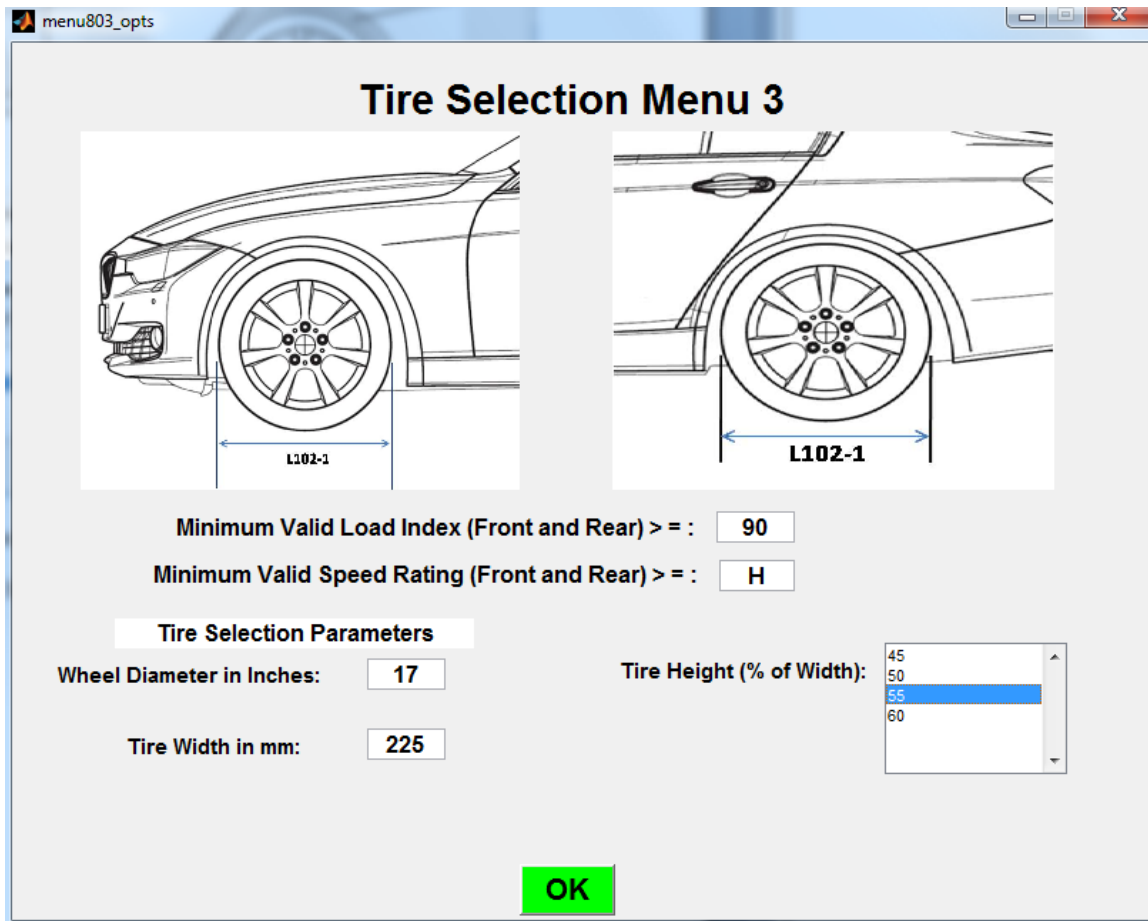 menu803_opts
Tire Selection Menu 3
L102-1
L102-1
Minimum Valid Load Index (Front and Rear) > = : 90
Minimum Valid Speed Rating (Front and Rear) > = : H
Tire Selection Parameters
Wheel Diameter in Inches: 17
Tire Height (% of Width):
45
50
55
60
Tire Width in mm: 225
OK